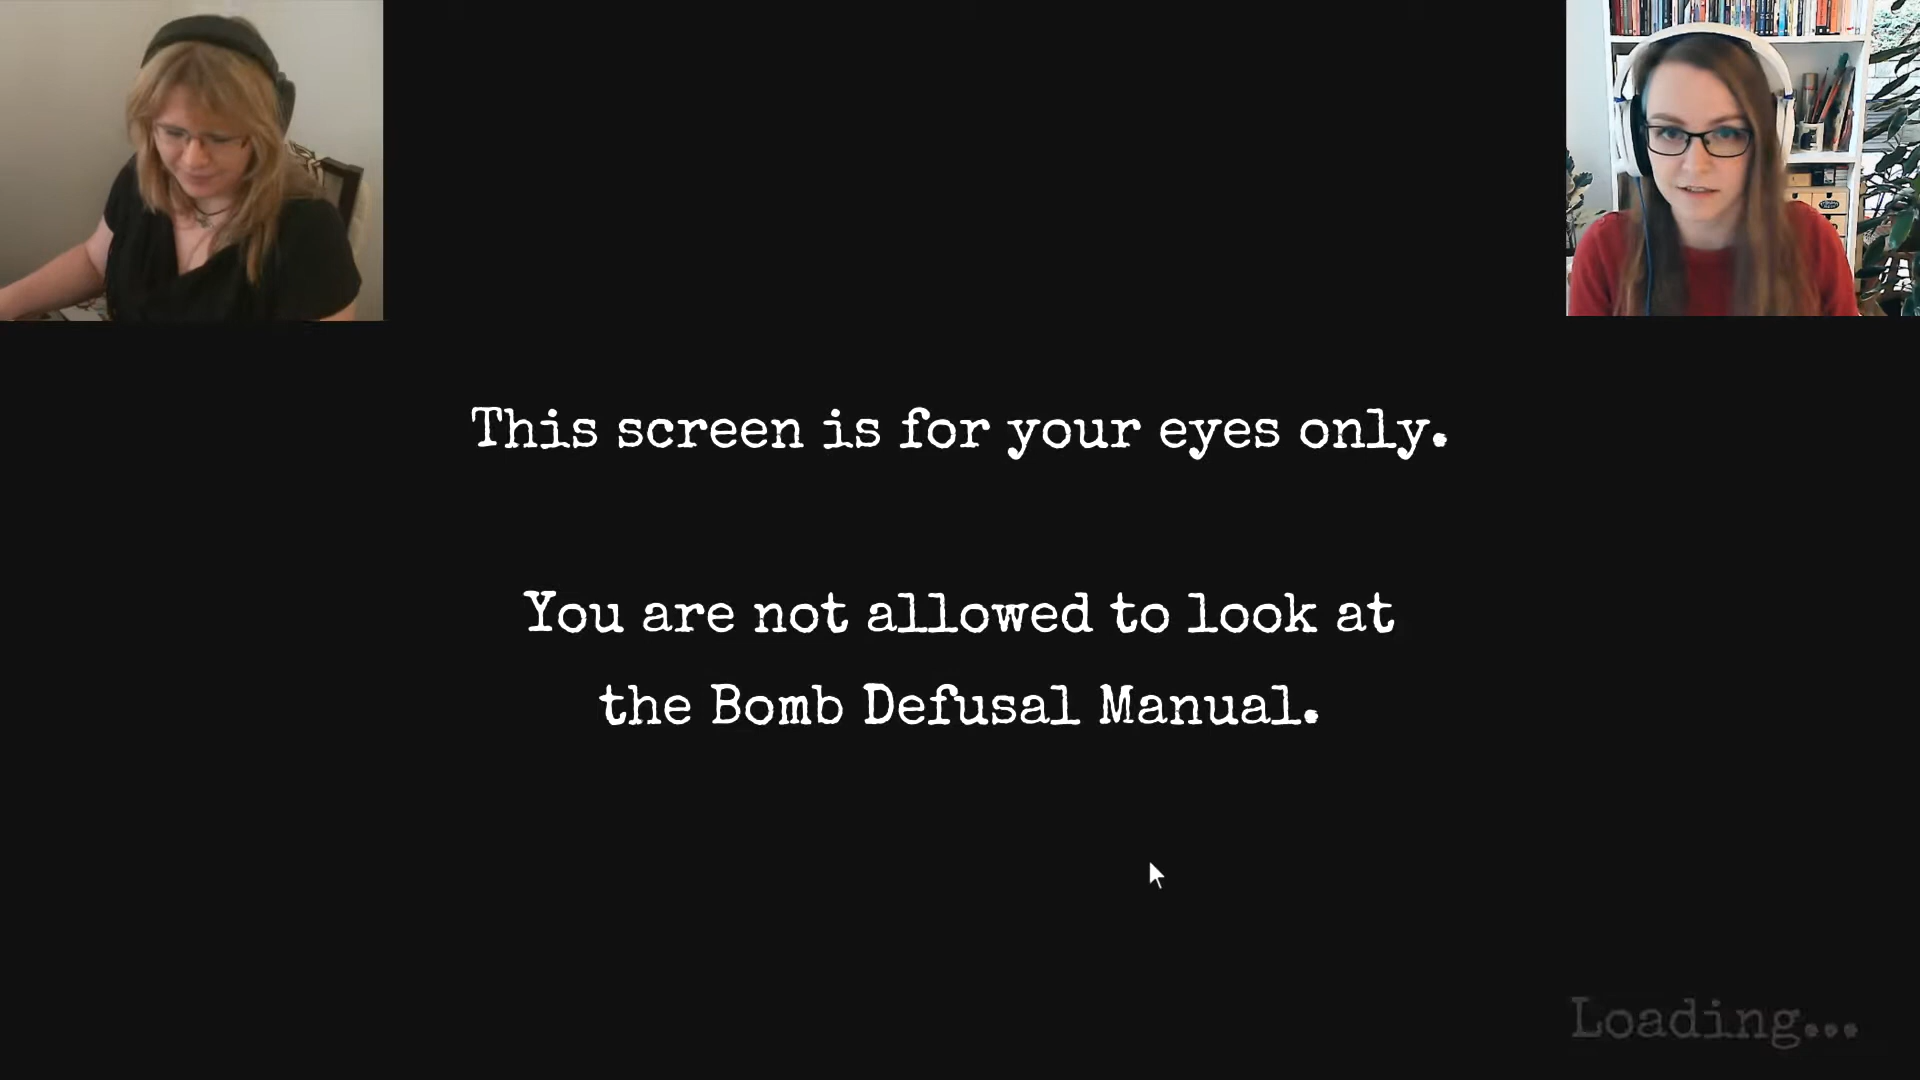 This screen is for your eyes only.
You are not allowed to look at
the Bomb Defusal Manual.
Loading...